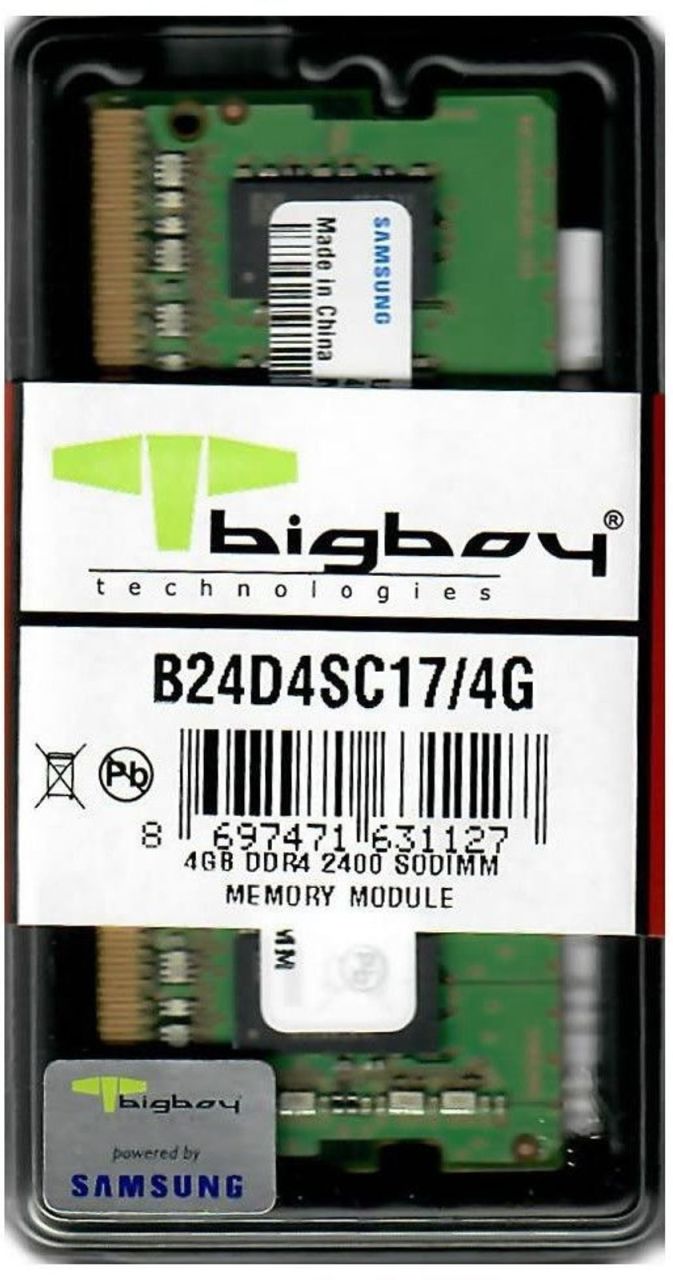 SAMSUNG
Made in China
bigboy®
technologies
B24D4SC17/4G
Pb
8 697471 631127
4GB DDR4 2400 SODIMM
MEMORY MODULE
Pb
bigboy
powered by
SAMSUNG